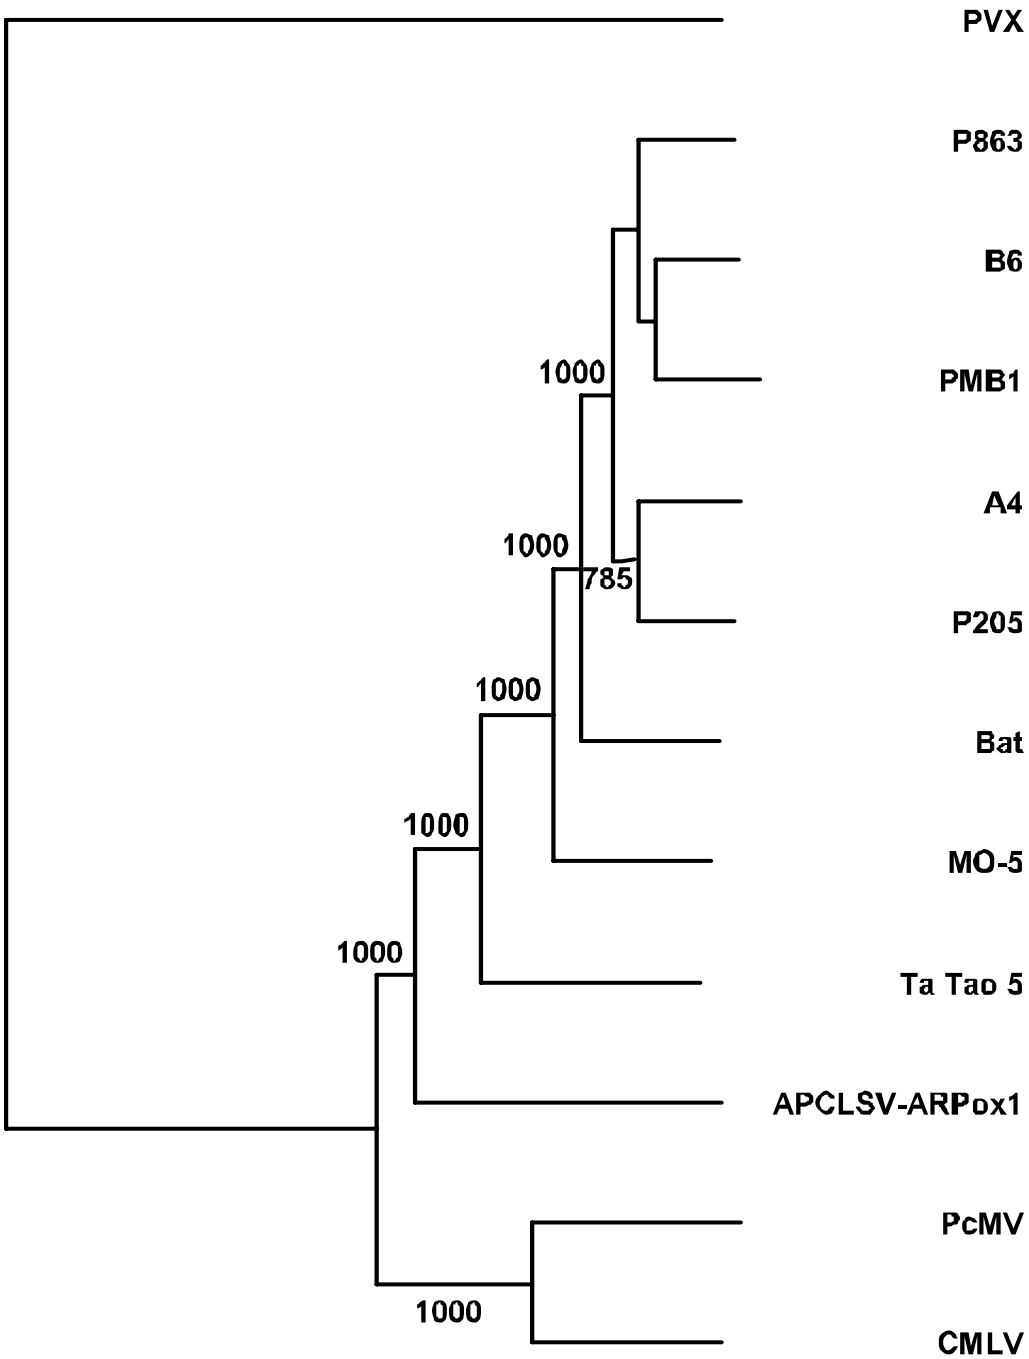 PVX
P863
B6
1000
PMB1
A4
1000
785
P205
1000
Bat
1000
MO-5
1000
Ta Tao 5
APCLSV-ARPox1
PcMV
1000
CMLV